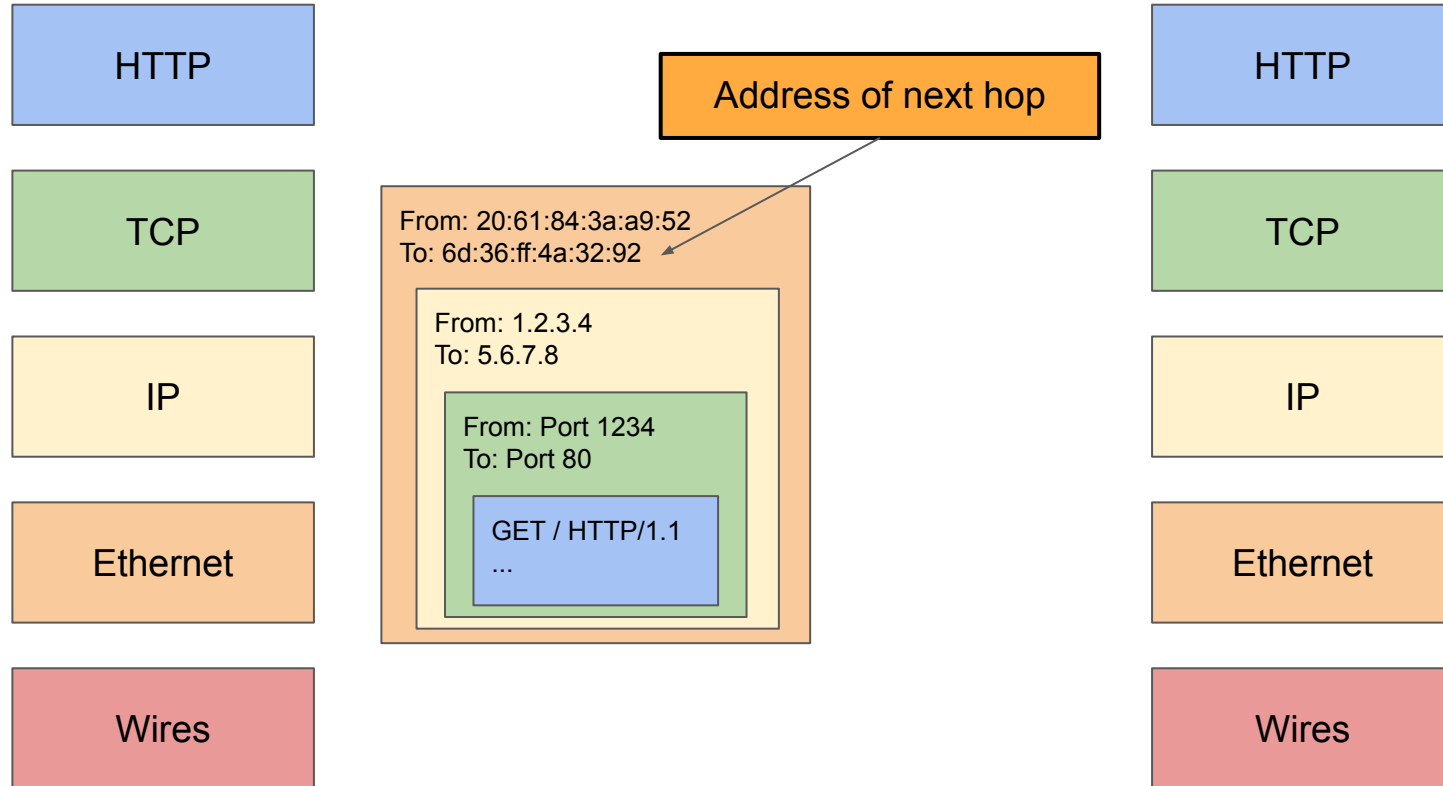 HTTP
TCP
IP
Ethernet
Wires
Address of next hop
From: 20:61:84:3a:a9:52
To: 6d:36:ff:4a:32:92
From: 1.2.3.4
To: 5.6.7.8
From: Port 1234
To: Port 80
GET / HTTP/1.1
...
HTTP
TCP
IP
Ethernet
Wires